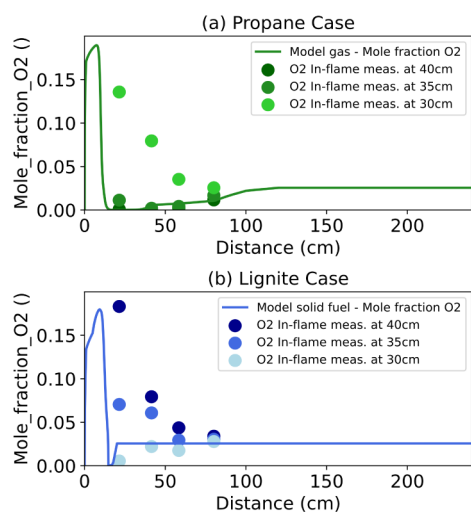 (a) Propane Case
Mole_fraction_O2 ()
0.15
0.10
0.05
0.00
Model gas - Mole fraction O2
O2 In-flame meas. at 40cm
O2 In-flame meas. at 35cm
O2 In-flame meas. at 30cm
0 50 100 150 200
Distance (cm)
(b) Lignite Case
Mole_fraction_O2 ()
0.15
0.10
0.05
0.00
Model solid fuel - Mole fraction O2
O2 In-flame meas. at 40cm
O2 In-flame meas. at 35cm
O2 In-flame meas. at 30cm
0 50 100 150 200
Distance (cm)